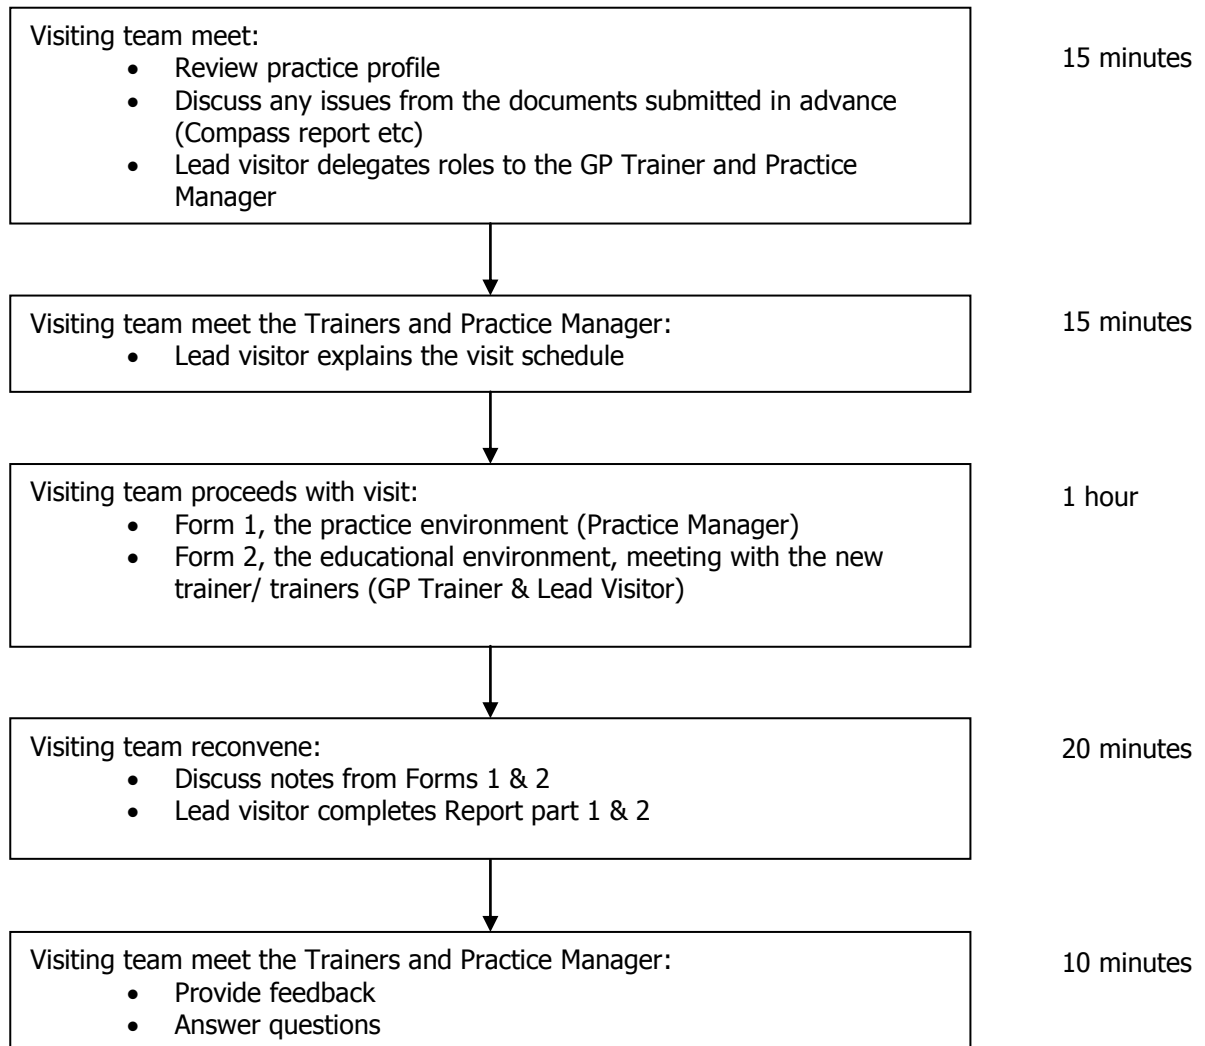 Visiting team meet:
15 minutes
• Review practice profile
• Discuss any issues from the documents submitted in advance
(Compass report etc)
• Lead visitor delegates roles to the GP Trainer and Practice
Manager
Visiting team meet the Trainers and Practice Manager:
15 minutes
• Lead visitor explains the visit schedule
Visiting team proceeds with visit:
1 hour
• Form 1, the practice environment (Practice Manager)
• Form 2, the educational environment, meeting with the new
trainer/ trainers (GP Trainer & Lead Visitor)
Visiting team reconvene:
20 minutes
• Discuss notes from Forms 1 & 2
• Lead visitor completes Report part 1 & 2
Visiting team meet the Trainers and Practice Manager:
10 minutes
• Provide feedback
• Answer questions